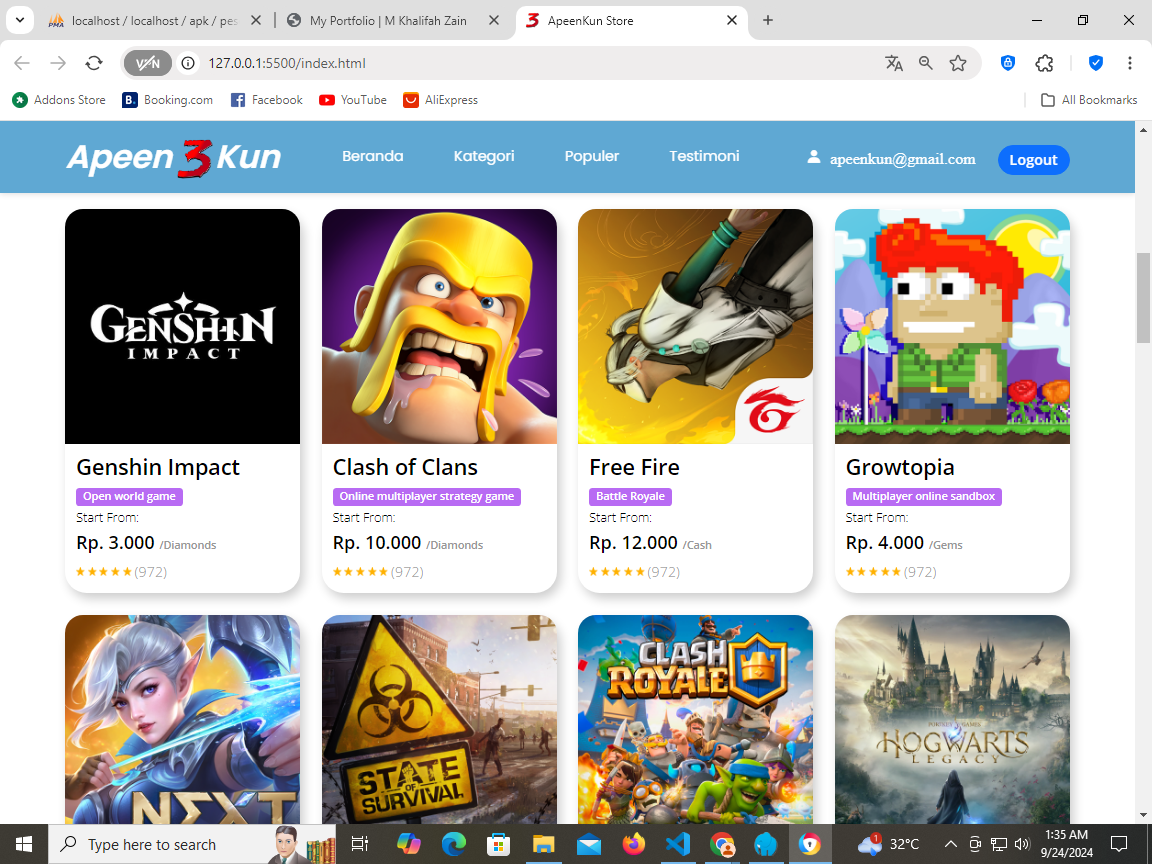 localhost / localhost / apk / pes
My Portfolio | M Khalifah Zain
3 ApeenKun Store
VPN
127.0.0.1:5500/index.html
Addons Store
B. Booking.com
Facebook
YouTube
AliExpress
All Bookmarks
Apeen 3 Kun
Beranda
Kategori
Populer
Testimoni
apeenkun@gmail.com
Logout
GENSHIN
IMPACT
Genshin Impact
Open world game
Start From:
Rp. 3.000 /Diamonds
★★★★★(972)
Clash of Clans
Online multiplayer strategy game
Start From:
Rp. 10.000 /Diamonds
★★★★★(972)
Free Fire
Battle Royale
Start From:
Rp. 12.000 /Cash
★★★★★(972)
Growtopia
Multiplayer online sandbox
Start From:
Rp. 4.000 /Gems
★★★★★(972)
NEXT
STATE
OF
SURVIVAL
CLASH
ROYALE
PORTKEY GAMES
HOGWARTS
LEGACY
Type here to search
1
32°C
1:35 AM
9/24/2024